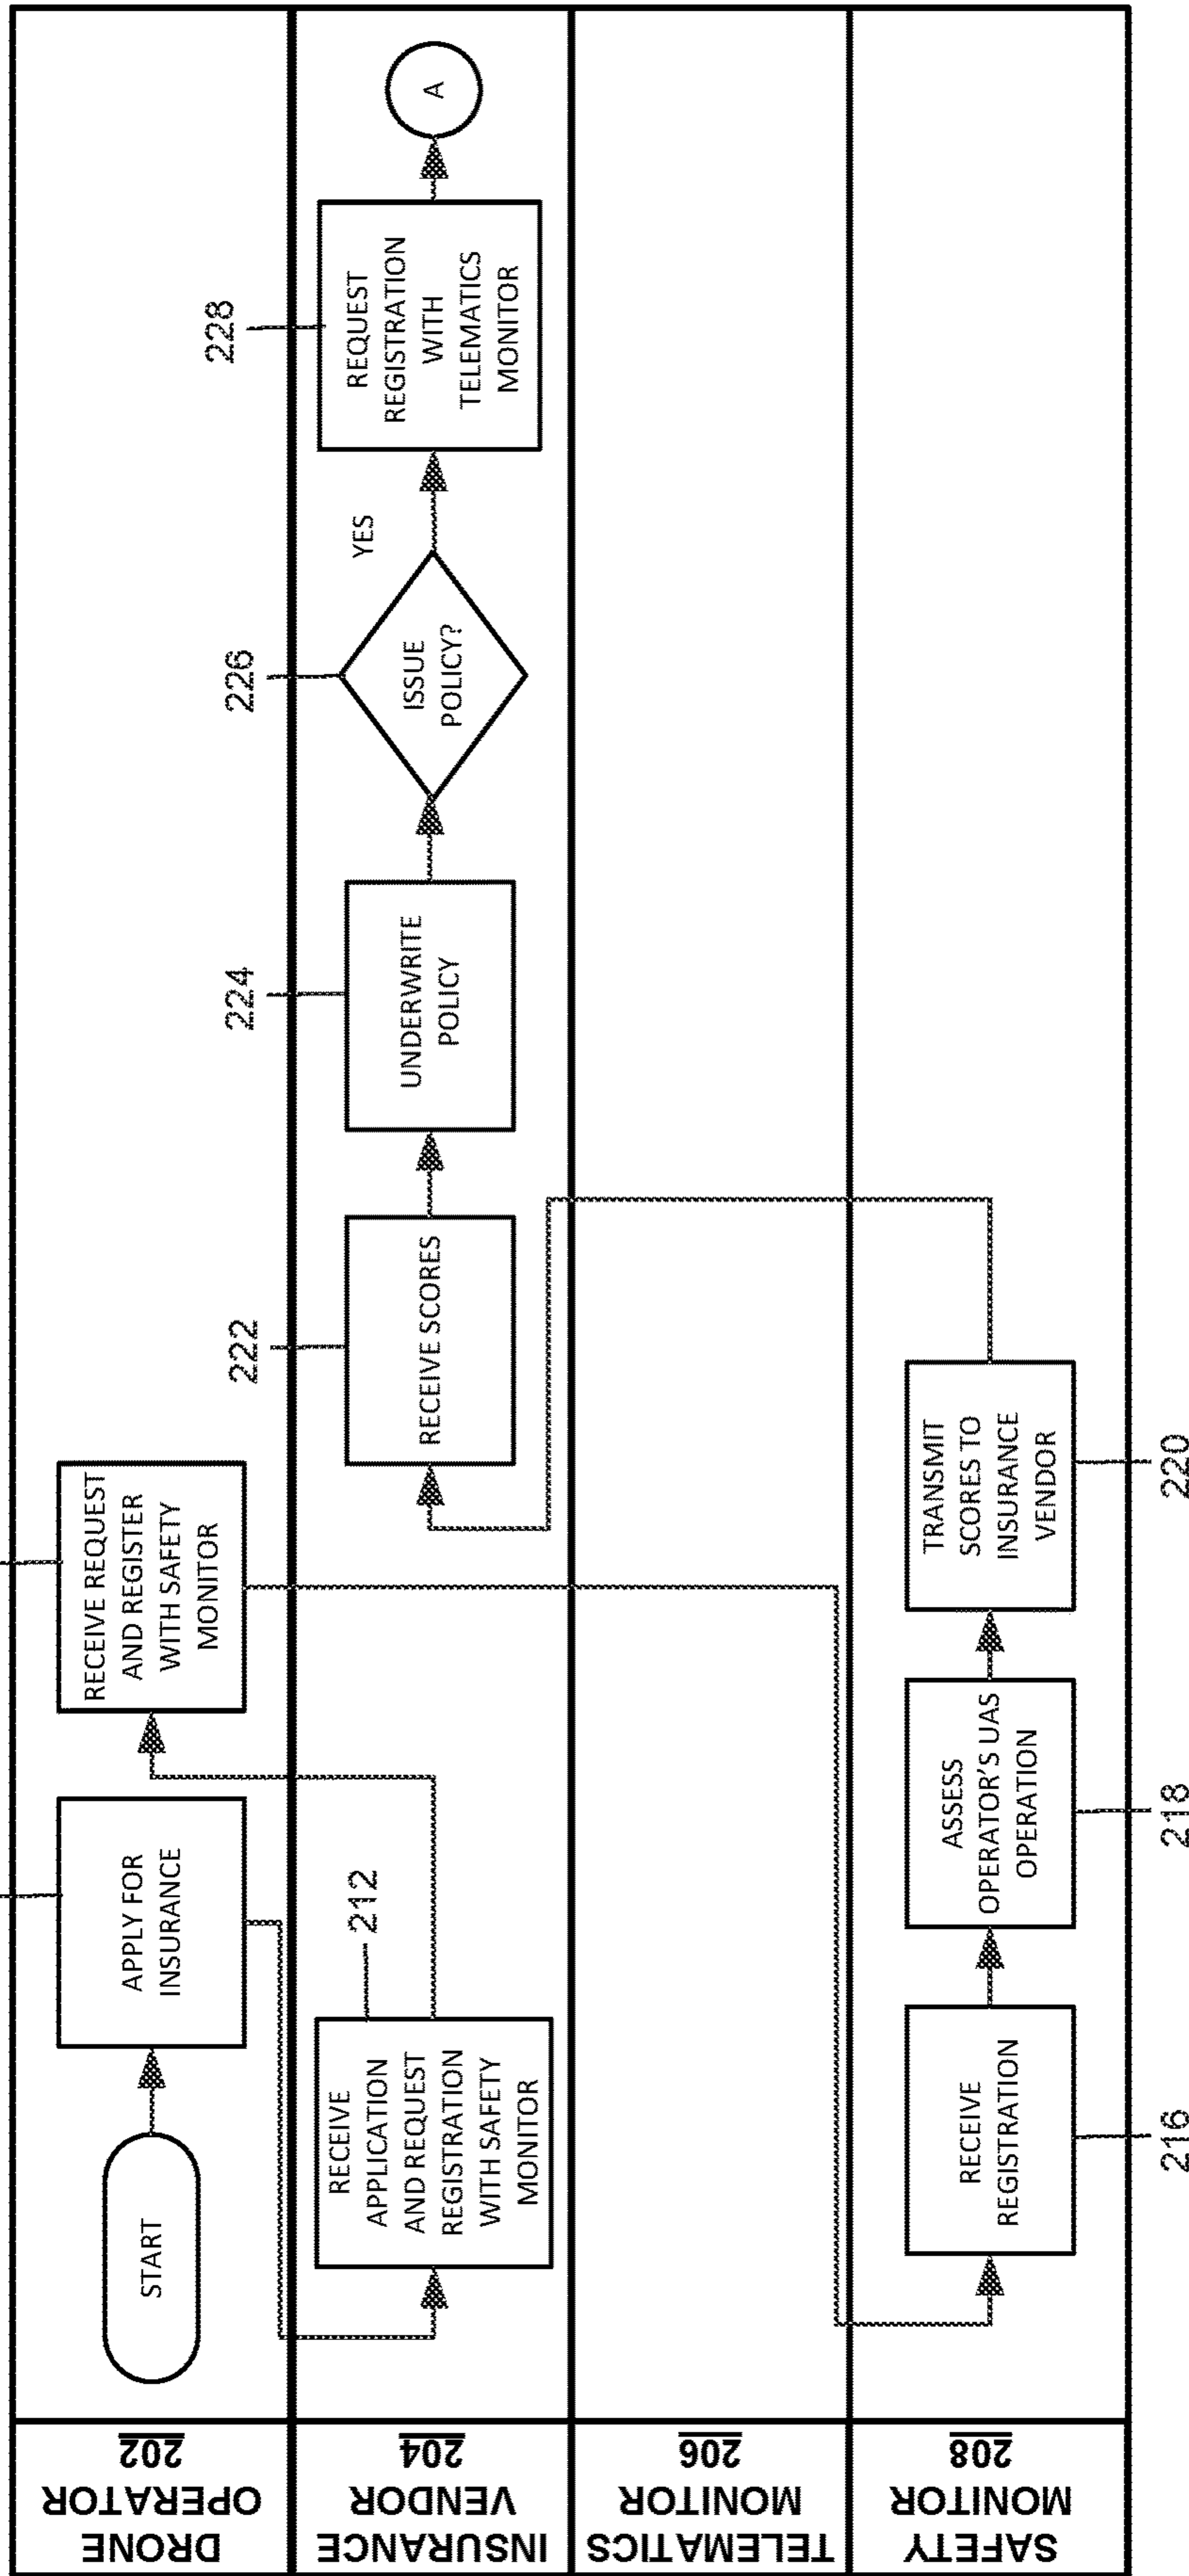 DRONE
OPERATOR
202
START
APPLY FOR
INSURANCE
RECEIVE REQUEST
AND REGISTER
WITH SAFETY
MONITOR
INSURANCE
VENDOR
204
RECEIVE
APPLICATION
AND REQUEST
REGISTRATION
WITH SAFETY
MONITOR
212
222
RECEIVE SCORES
224
UNDERWRITE
POLICY
226
ISSUE
POLICY?
YES
228
REQUEST
REGISTRATION
WITH
TELEMATICS
MONITOR
A
TELEMATICS
MONITOR
206
SAFETY
MONITOR
208
RECEIVE
REGISTRATION
216
ASSESS
OPERATOR'S UAS
OPERATION
218
TRANSMIT
SCORES TO
INSURANCE
VENDOR
220